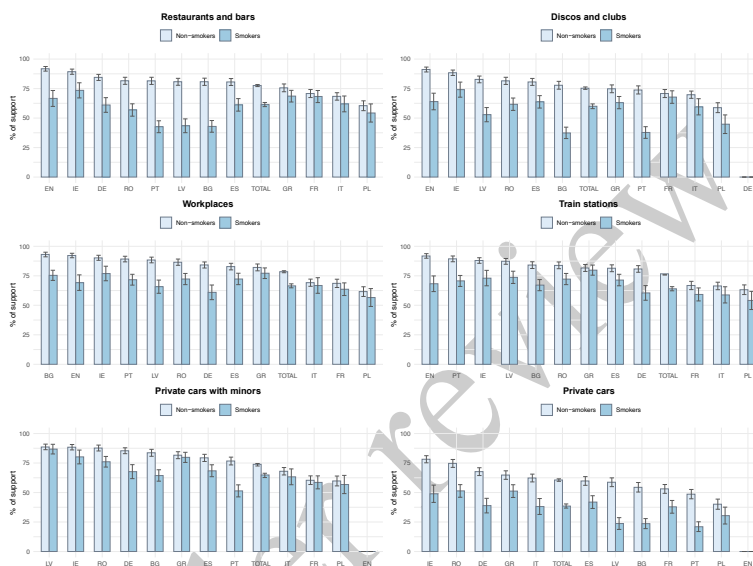 Restaurants and bars
Non-smokers Smokers
% of support
100
75
50
25
0
EN IE DE RO PT LV BG ES TOTAL GR FR IT PL
Discos and clubs
Non-smokers Smokers
% of support
100
75
50
25
0
EN IE LV RO ES BG TOTAL GR PT FR IT PL DE
Workplaces
Non-smokers Smokers
% of support
100
75
50
25
0
BG EN IE PT LV RO DE ES GR TOTAL IT FR PL
Train stations
Non-smokers Smokers
% of support
100
75
50
25
0
EN PT IE LV BG RO GR ES DE TOTAL FR IT PL
Private cars with minors
Non-smokers Smokers
% of support
100
75
50
25
0
LV IE RO DE BG GR ES PT TOTAL IT FR PL EN
Private cars
Non-smokers Smokers
% of support
100
75
50
25
0
IE RO DE GR IT TOTAL ES LV BG FR PT PL EN
review